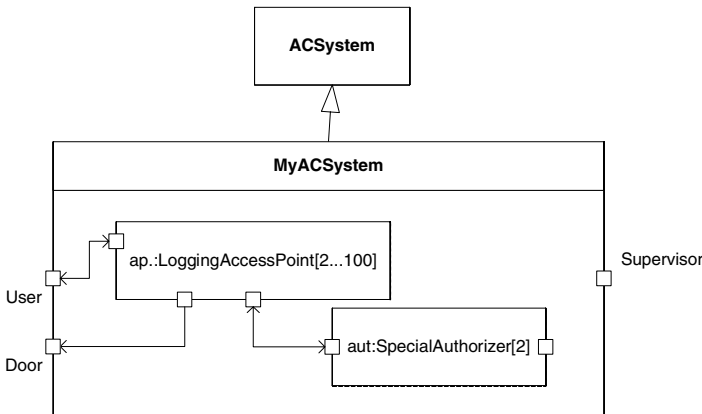 ACSystem
MyACSystem
ap.:LoggingAccessPoint[2...100]
Supervisor
User
aut:SpecialAuthorizer[2]
Door